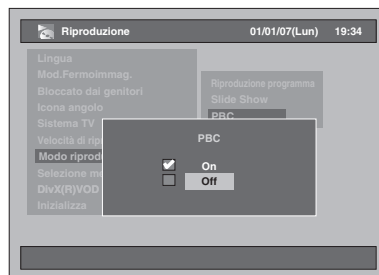 Riproduzione 01/01/07(Lun) 19:34
Lingua
Mod.Fermoimmag.
Bloccato dai genitori
Icona angolo
Sistema TV
Velocità di rip
Modo riprodu
Selezione me
DivX(R)VOD
Inizializza
Riproduzione programma
Slide Show
PBC
PBC
On
Off